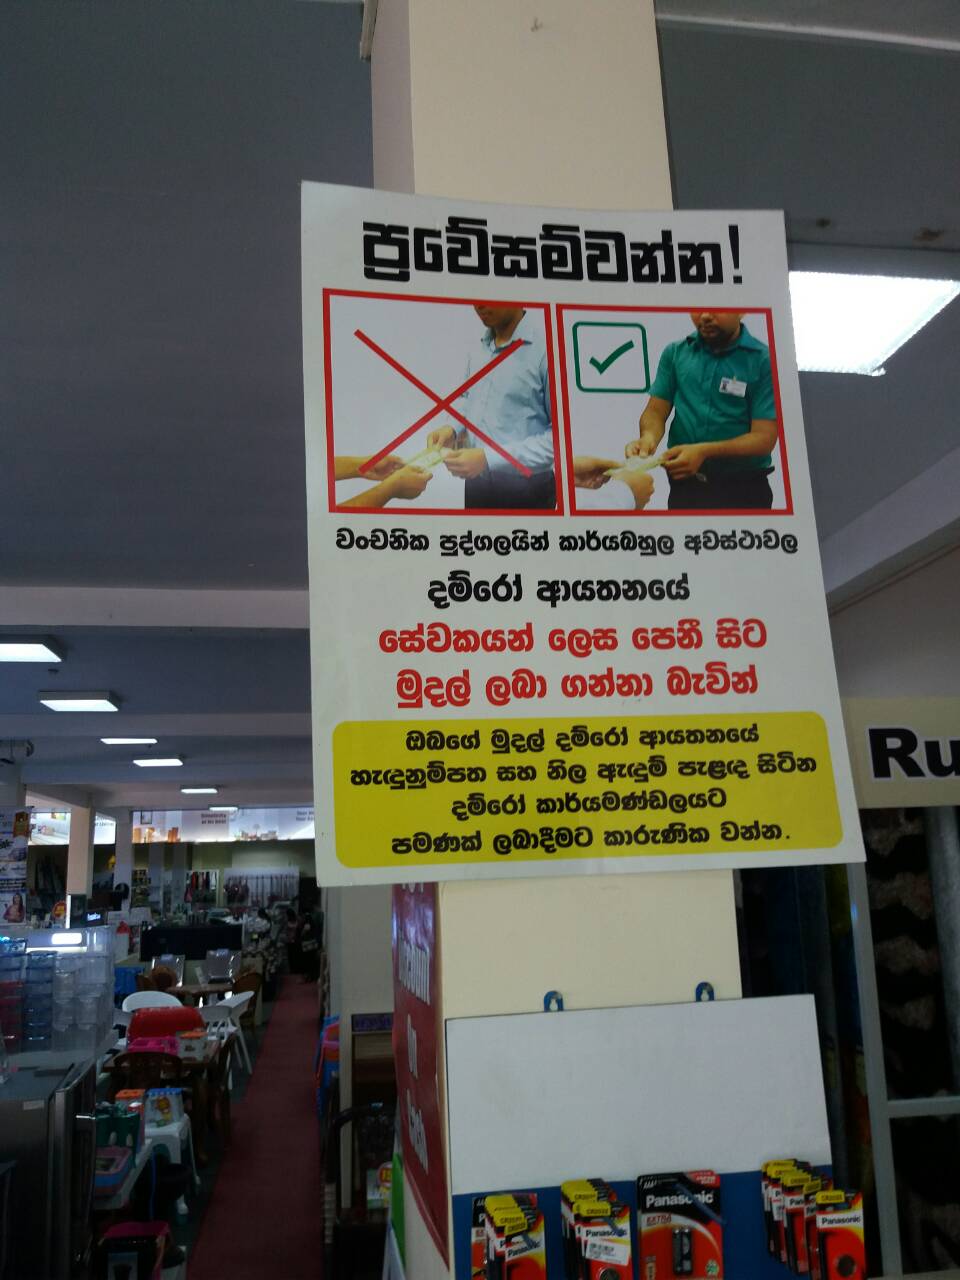 ප්‍රවේසම්වන්න!
වංචනික පුද්ගලයින් කාර්යබහුල අවස්ථාවල
දම්රෝ ආයතනයේ
සේවකයන් ලෙස පෙනී සිට
මුදල් ලබා ගන්නා බැවින්
ඔබගේ මුදල් දම්රෝ ආයතනයේ
හැඳුනුම්පත සහ නිල ඇඳුම් පැළඳ සිටින
දම්රෝ කාර්යමණ්ඩලයට
පමණක් ලබාදීමට කාරුණික වන්න.
Ru
Panasonic
Panasonic
Panasonic
Panasonic